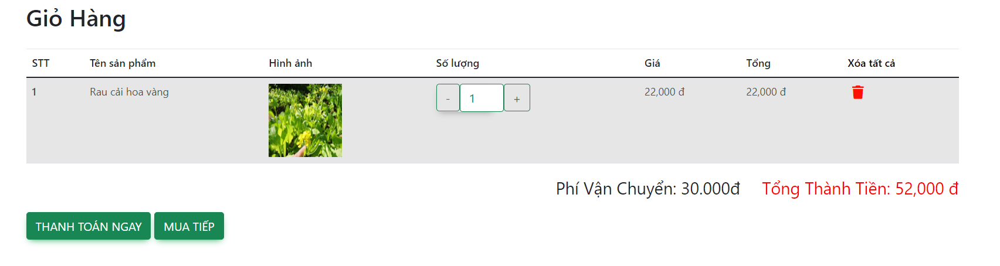 Giỏ Hàng
STT Tên sản phẩm Hình ảnh Số lượng Giá Tổng Xóa tất cả
1 Rau cải hoa vàng - 1 + 22,000 đ 22,000 đ
Phí Vận Chuyển: 30.000đ Tổng Thành Tiền: 52,000 đ
THANH TOÁN NGAY MUA TIẾP